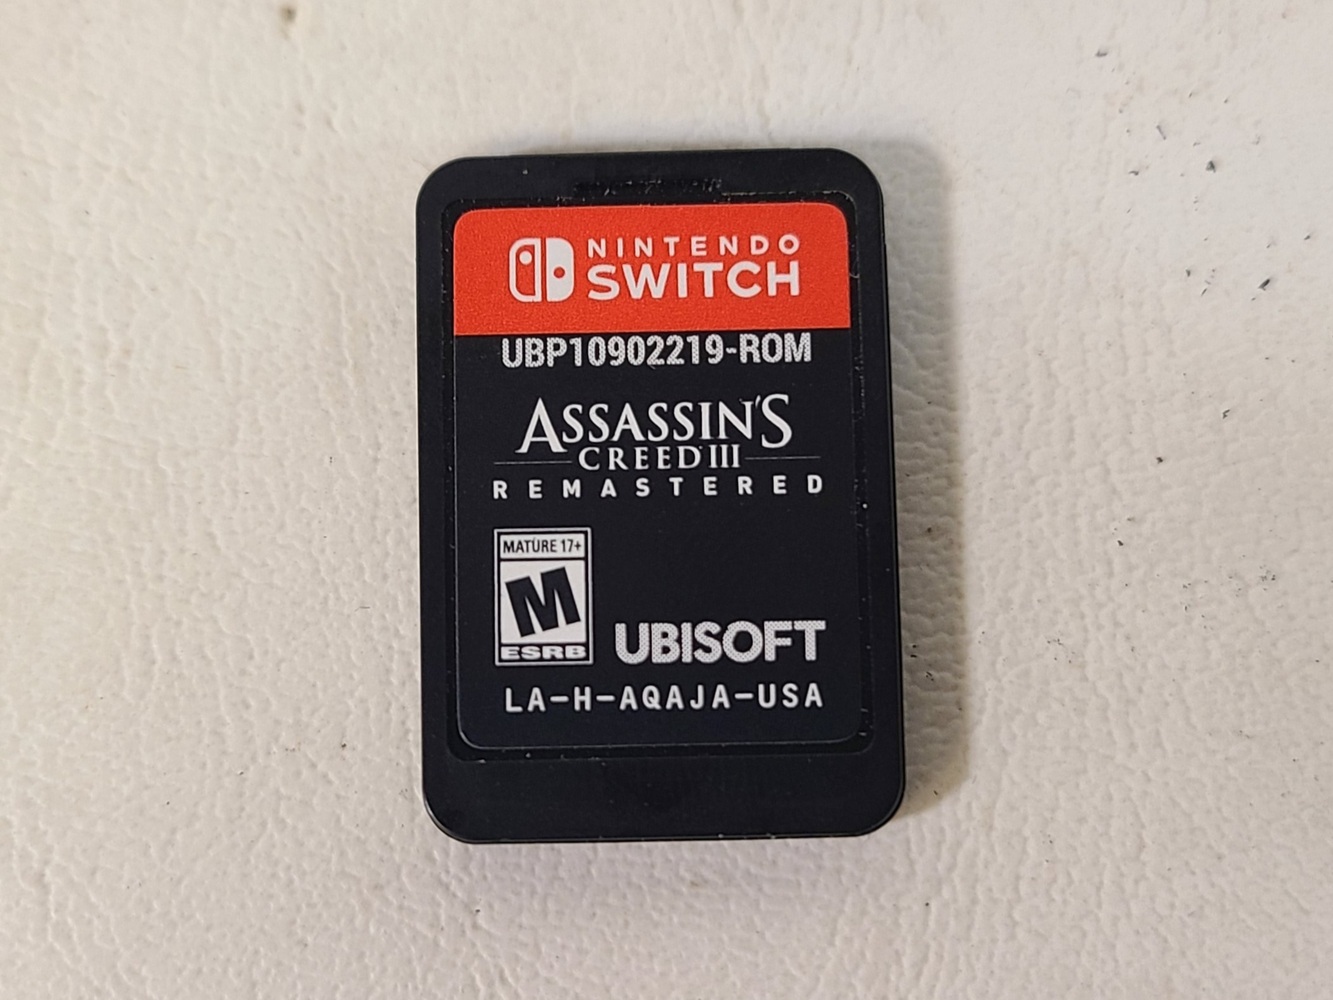 NINTENDO
SWITCH
UBP10902219-ROM
ASSASSIN'S
CREED III
REMASTERED
MATURE 17+
M
ESRB
UBISOFT
LA-H-AQAJA-USA